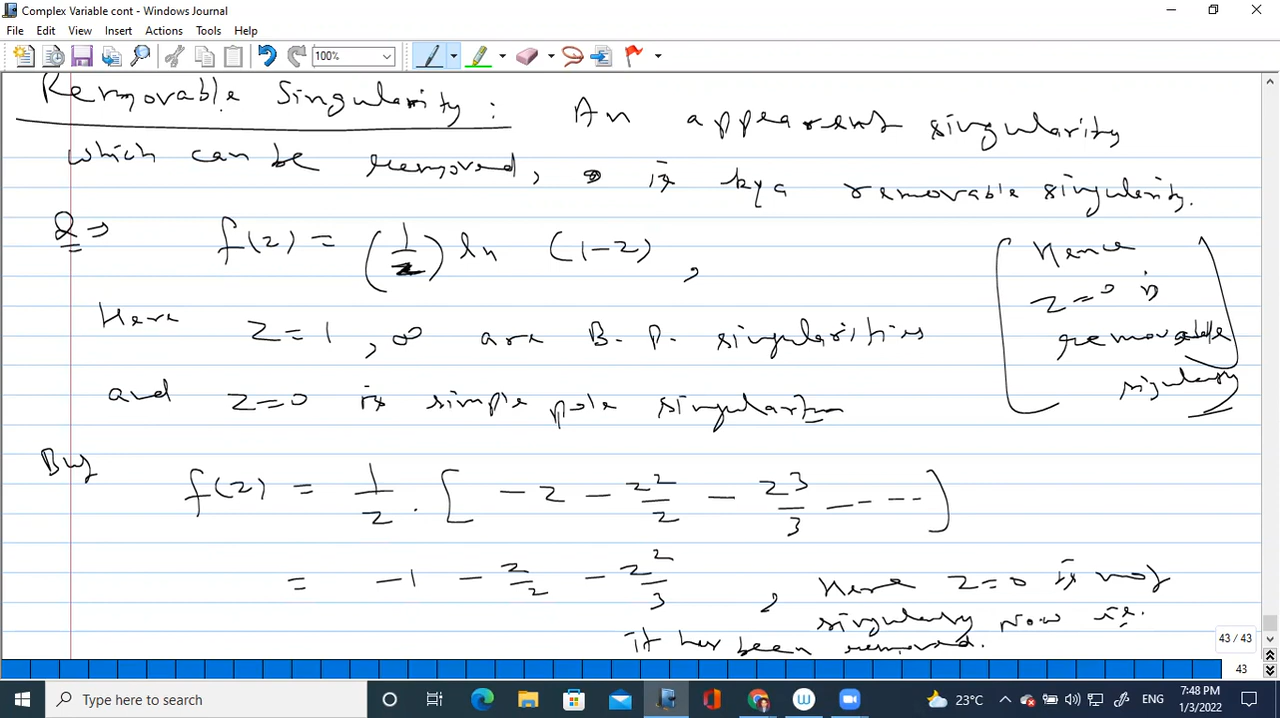 Complex Variable cont - Windows Journal
File Edit View Insert Actions Tools Help
100%
Removable Singularity : An appearent singularity
which can be removed, is k/a removable singularity.
f(z) = (1/z) ln (1-z) ,
Here z = 1, ∞ are B.P. singularities
and z=0 is simple pole singularity
Hence
z=0 is
removable
sigularity
But f(z) = 1/z . [ -z - z²/2 - z³/3 - - - - ]
= -1 - z/2 - z²/3 , Here z=0 is not
singularity now i.e.
it has been removed.
43 / 43
43
Type here to search
23°C ENG 7:48 PM
1/3/2022